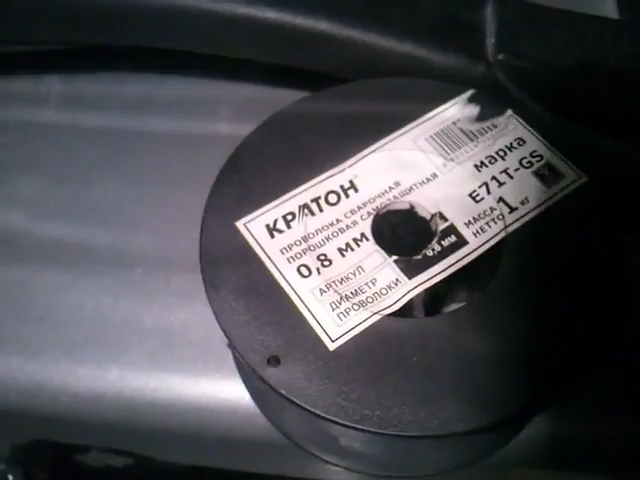 КРАТОН
ПРОВОЛОКА СВАРОЧНАЯ
ПОРОШКОВАЯ САМОЗАЩИТНАЯ
0,8 мм
АРТИКУЛ
ДИАМЕТР
ПРОВОЛОКИ
0,8 мм
марка
E71T-GS
МАССА
НЕТТО 1 кг